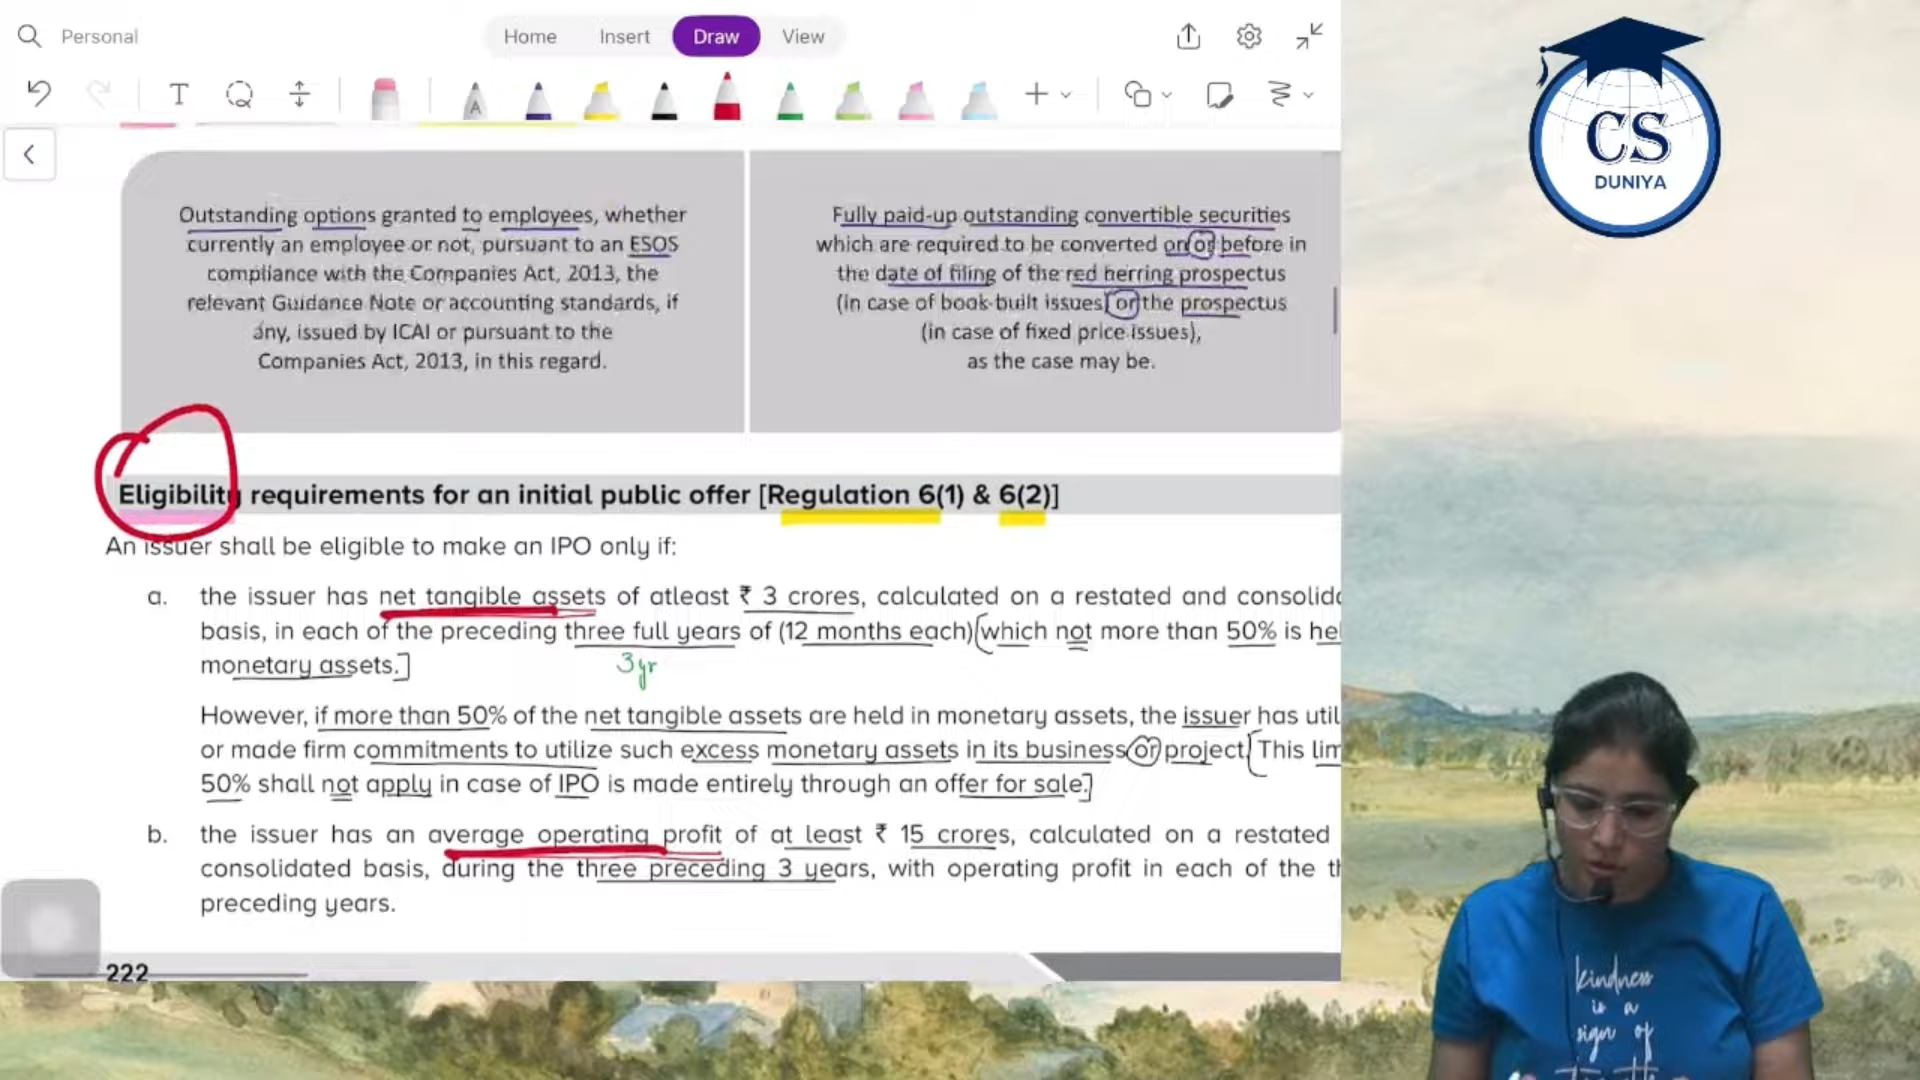 Personal
Home Insert Draw View
T
A
CS
DUNIYA
Outstanding options granted to employees, whether
currently an employee or not, pursuant to an ESOS
compliance with the Companies Act, 2013, the
relevant Guidance Note or accounting standards, if
any, issued by ICAI or pursuant to the
Companies Act, 2013, in this regard.
Fully paid-up outstanding convertible securities
which are required to be converted on or before in
the date of filing of the red herring prospectus
(in case of book-built issues) or the prospectus
(in case of fixed price issues),
as the case may be.
Eligibility requirements for an initial public offer [Regulation 6(1) & 6(2)]
An issuer shall be eligible to make an IPO only if:
a. the issuer has net tangible assets of atleast ₹ 3 crores, calculated on a restated and consolid
basis, in each of the preceding three full years of (12 months each) [which not more than 50% is he
monetary assets.]
3 yr
However, if more than 50% of the net tangible assets are held in monetary assets, the issuer has util
or made firm commitments to utilize such excess monetary assets in its business or project. [This lim
50% shall not apply in case of IPO is made entirely through an offer for sale.]
b. the issuer has an average operating profit of at least ₹ 15 crores, calculated on a restated
consolidated basis, during the three preceding 3 years, with operating profit in each of the th
preceding years.
222
kindness
is a
sign of